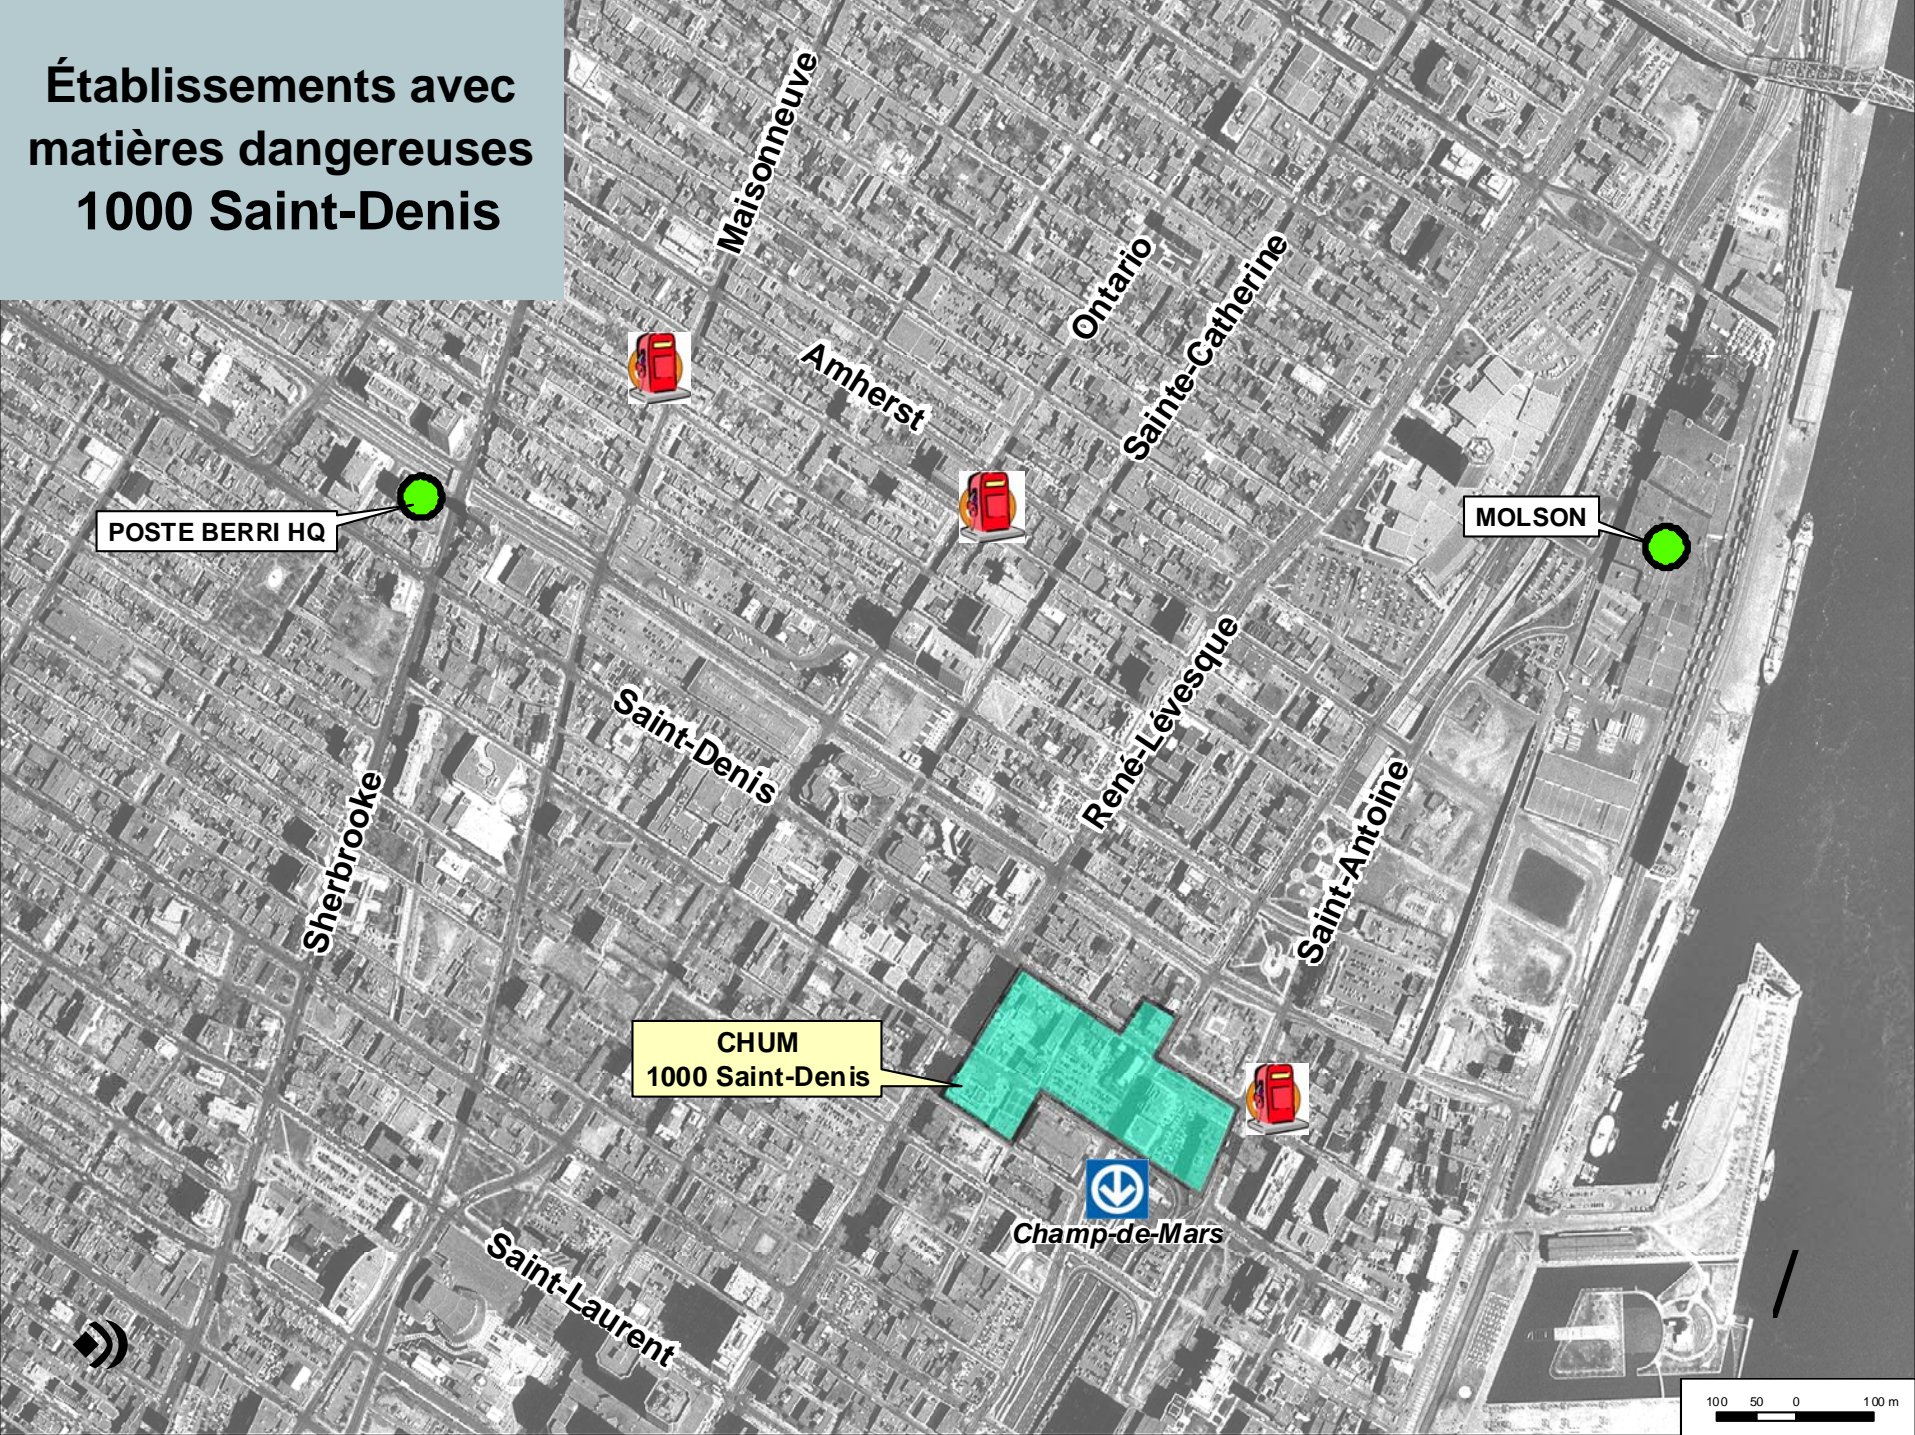 Établissements avec
matières dangereuses
1000 Saint-Denis
Maisonneuve
Ontario
Sainte-Catherine
Amherst
POSTE BERRI HQ
MOLSON
Saint-Denis
René-Lévesque
Sherbrooke
Saint-Antoine
CHUM
1000 Saint-Denis
Champ-de-Mars
Saint-Laurent
/
100 50 0 100 m